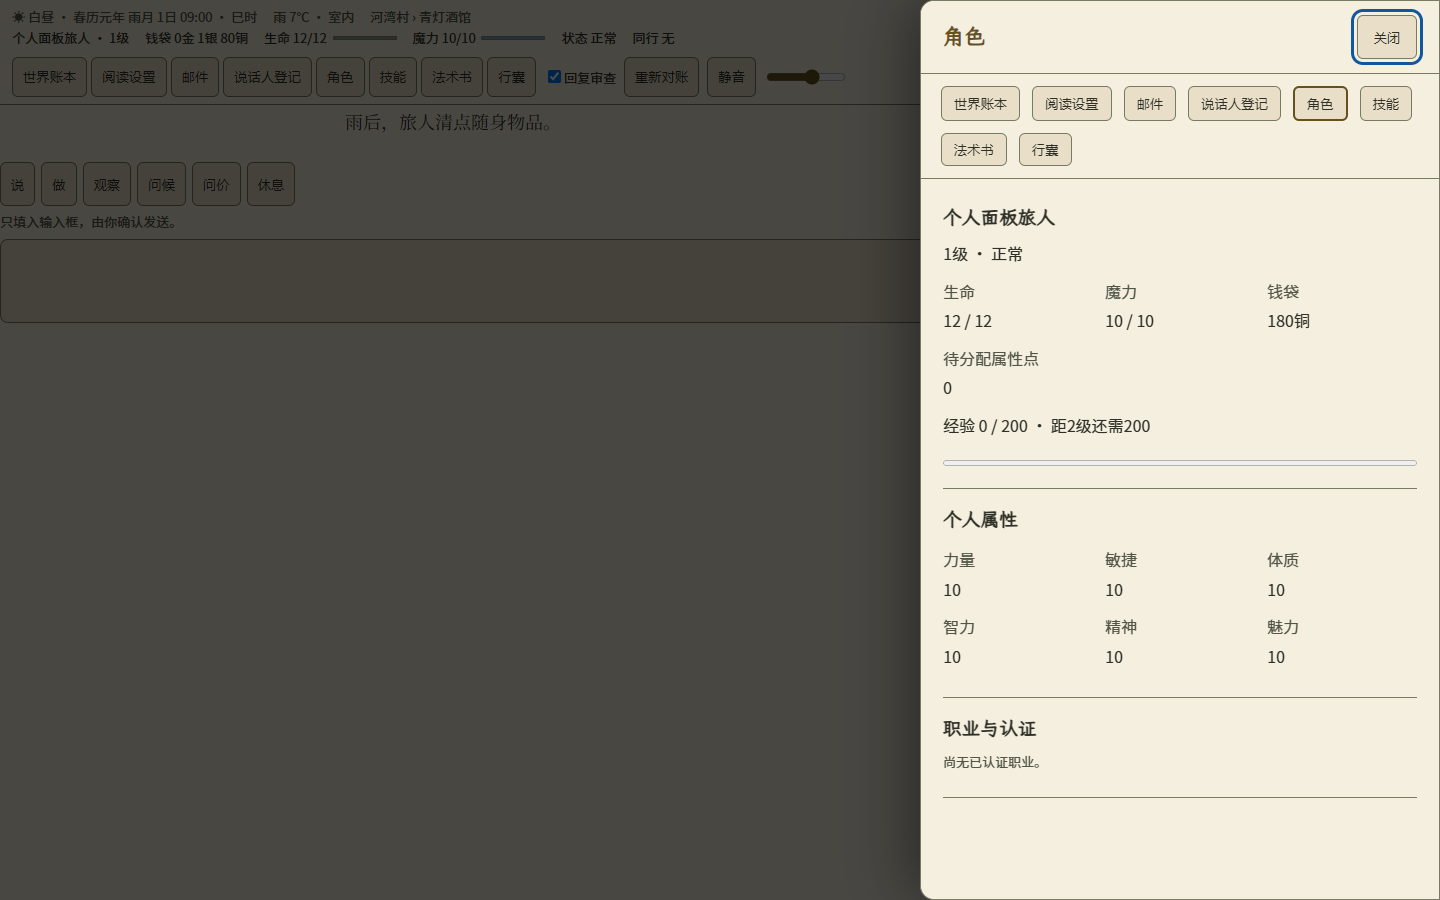 ☀ 白昼 · 春历元年 雨月 1日 09:00 · 巳时 雨 7°C · 室内 河湾村 › 青灯酒馆
个人面板旅人 · 1级 钱袋 0金 1银 80铜 生命 12/12 魔力 10/10 状态 正常 同行 无
世界账本 阅读设置 邮件 说话人登记 角色 技能 法术书 行囊 回复审查 重新对账 静音
雨后，旅人清点随身物品。
说 做 观察 问候 问价 休息
只填入输入框，由你确认发送。
角色
关闭
世界账本 阅读设置 邮件 说话人登记 角色 技能
法术书 行囊
个人面板旅人
1级 · 正常
生命 魔力 钱袋
12 / 12 10 / 10 180铜
待分配属性点
0
经验 0 / 200 · 距2级还需200
个人属性
力量 敏捷 体质
10 10 10
智力 精神 魅力
10 10 10
职业与认证
尚无已认证职业。